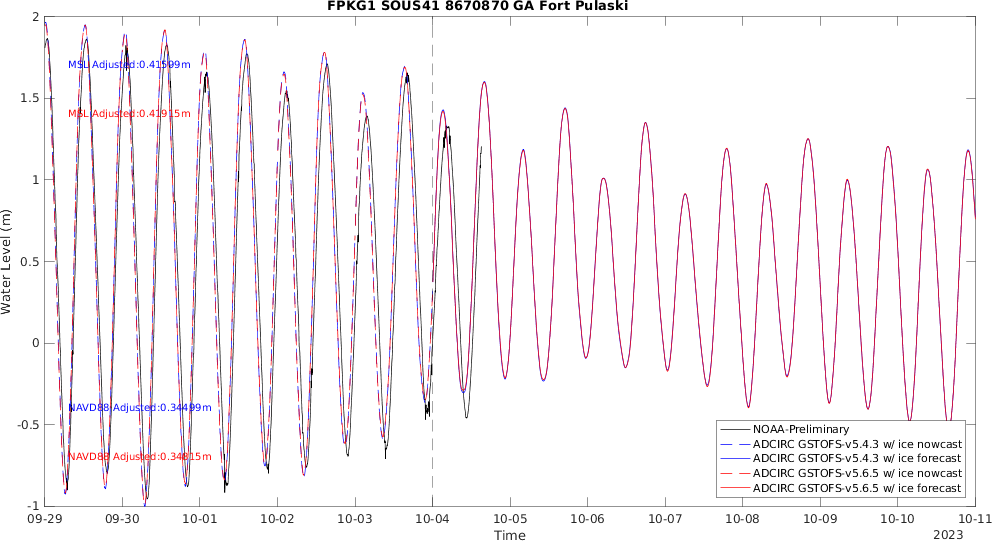 FPKG1 SOUS41 8670870 GA Fort Pulaski
Water Level (m)
2
1.5
1
0.5
0
-0.5
-1
MSL Adjusted:0.41599m
MSL Adjusted:0.41915m
NAVD88 Adjusted:0.34499m
NAVD88 Adjusted:0.34815m
NOAA-Preliminary
ADCIRC GSTOFS-v5.4.3 w/ ice nowcast
ADCIRC GSTOFS-v5.4.3 w/ ice forecast
ADCIRC GSTOFS-v5.6.5 w/ ice nowcast
ADCIRC GSTOFS-v5.6.5 w/ ice forecast
09-29 09-30 10-01 10-02 10-03 10-04 10-05 10-06 10-07 10-08 10-09 10-10 10-11
Time
2023